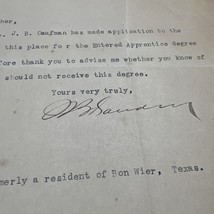 her,
. J. B. Caufman has made application to the
this place for the Entered Apprentice degree
fore thank you to advise me whether you know of
should not receive this degree.
Yours very truly,
merly a resident of Bon Wier, Texas.